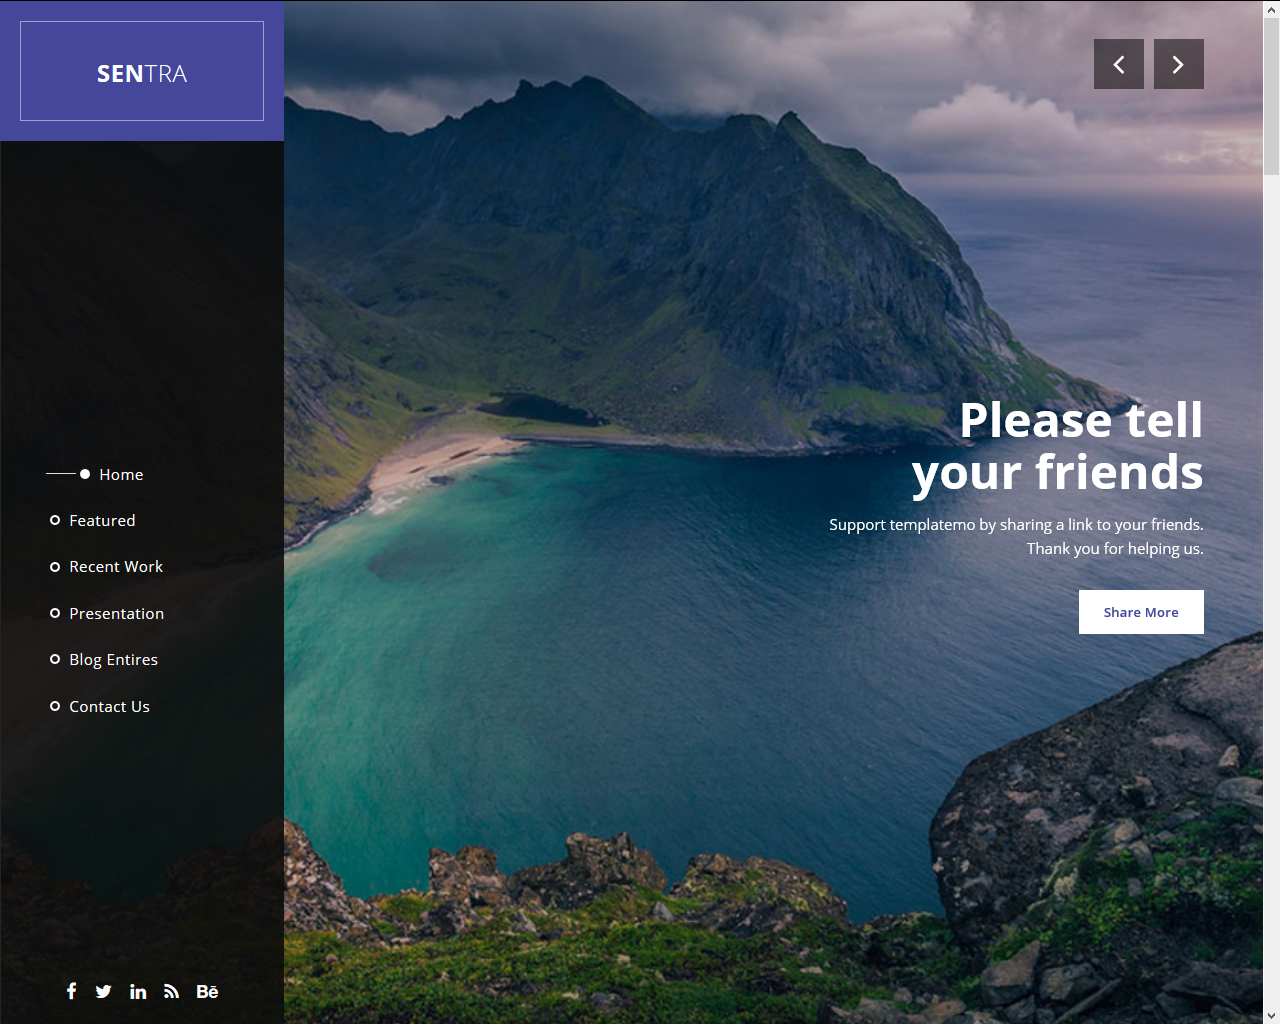 SENTRA
Home
Featured
Recent Work
Presentation
Blog Entires
Contact Us
Bē
Please tell
your friends
Support templatemo by sharing a link to your friends.
Thank you for helping us.
Share More